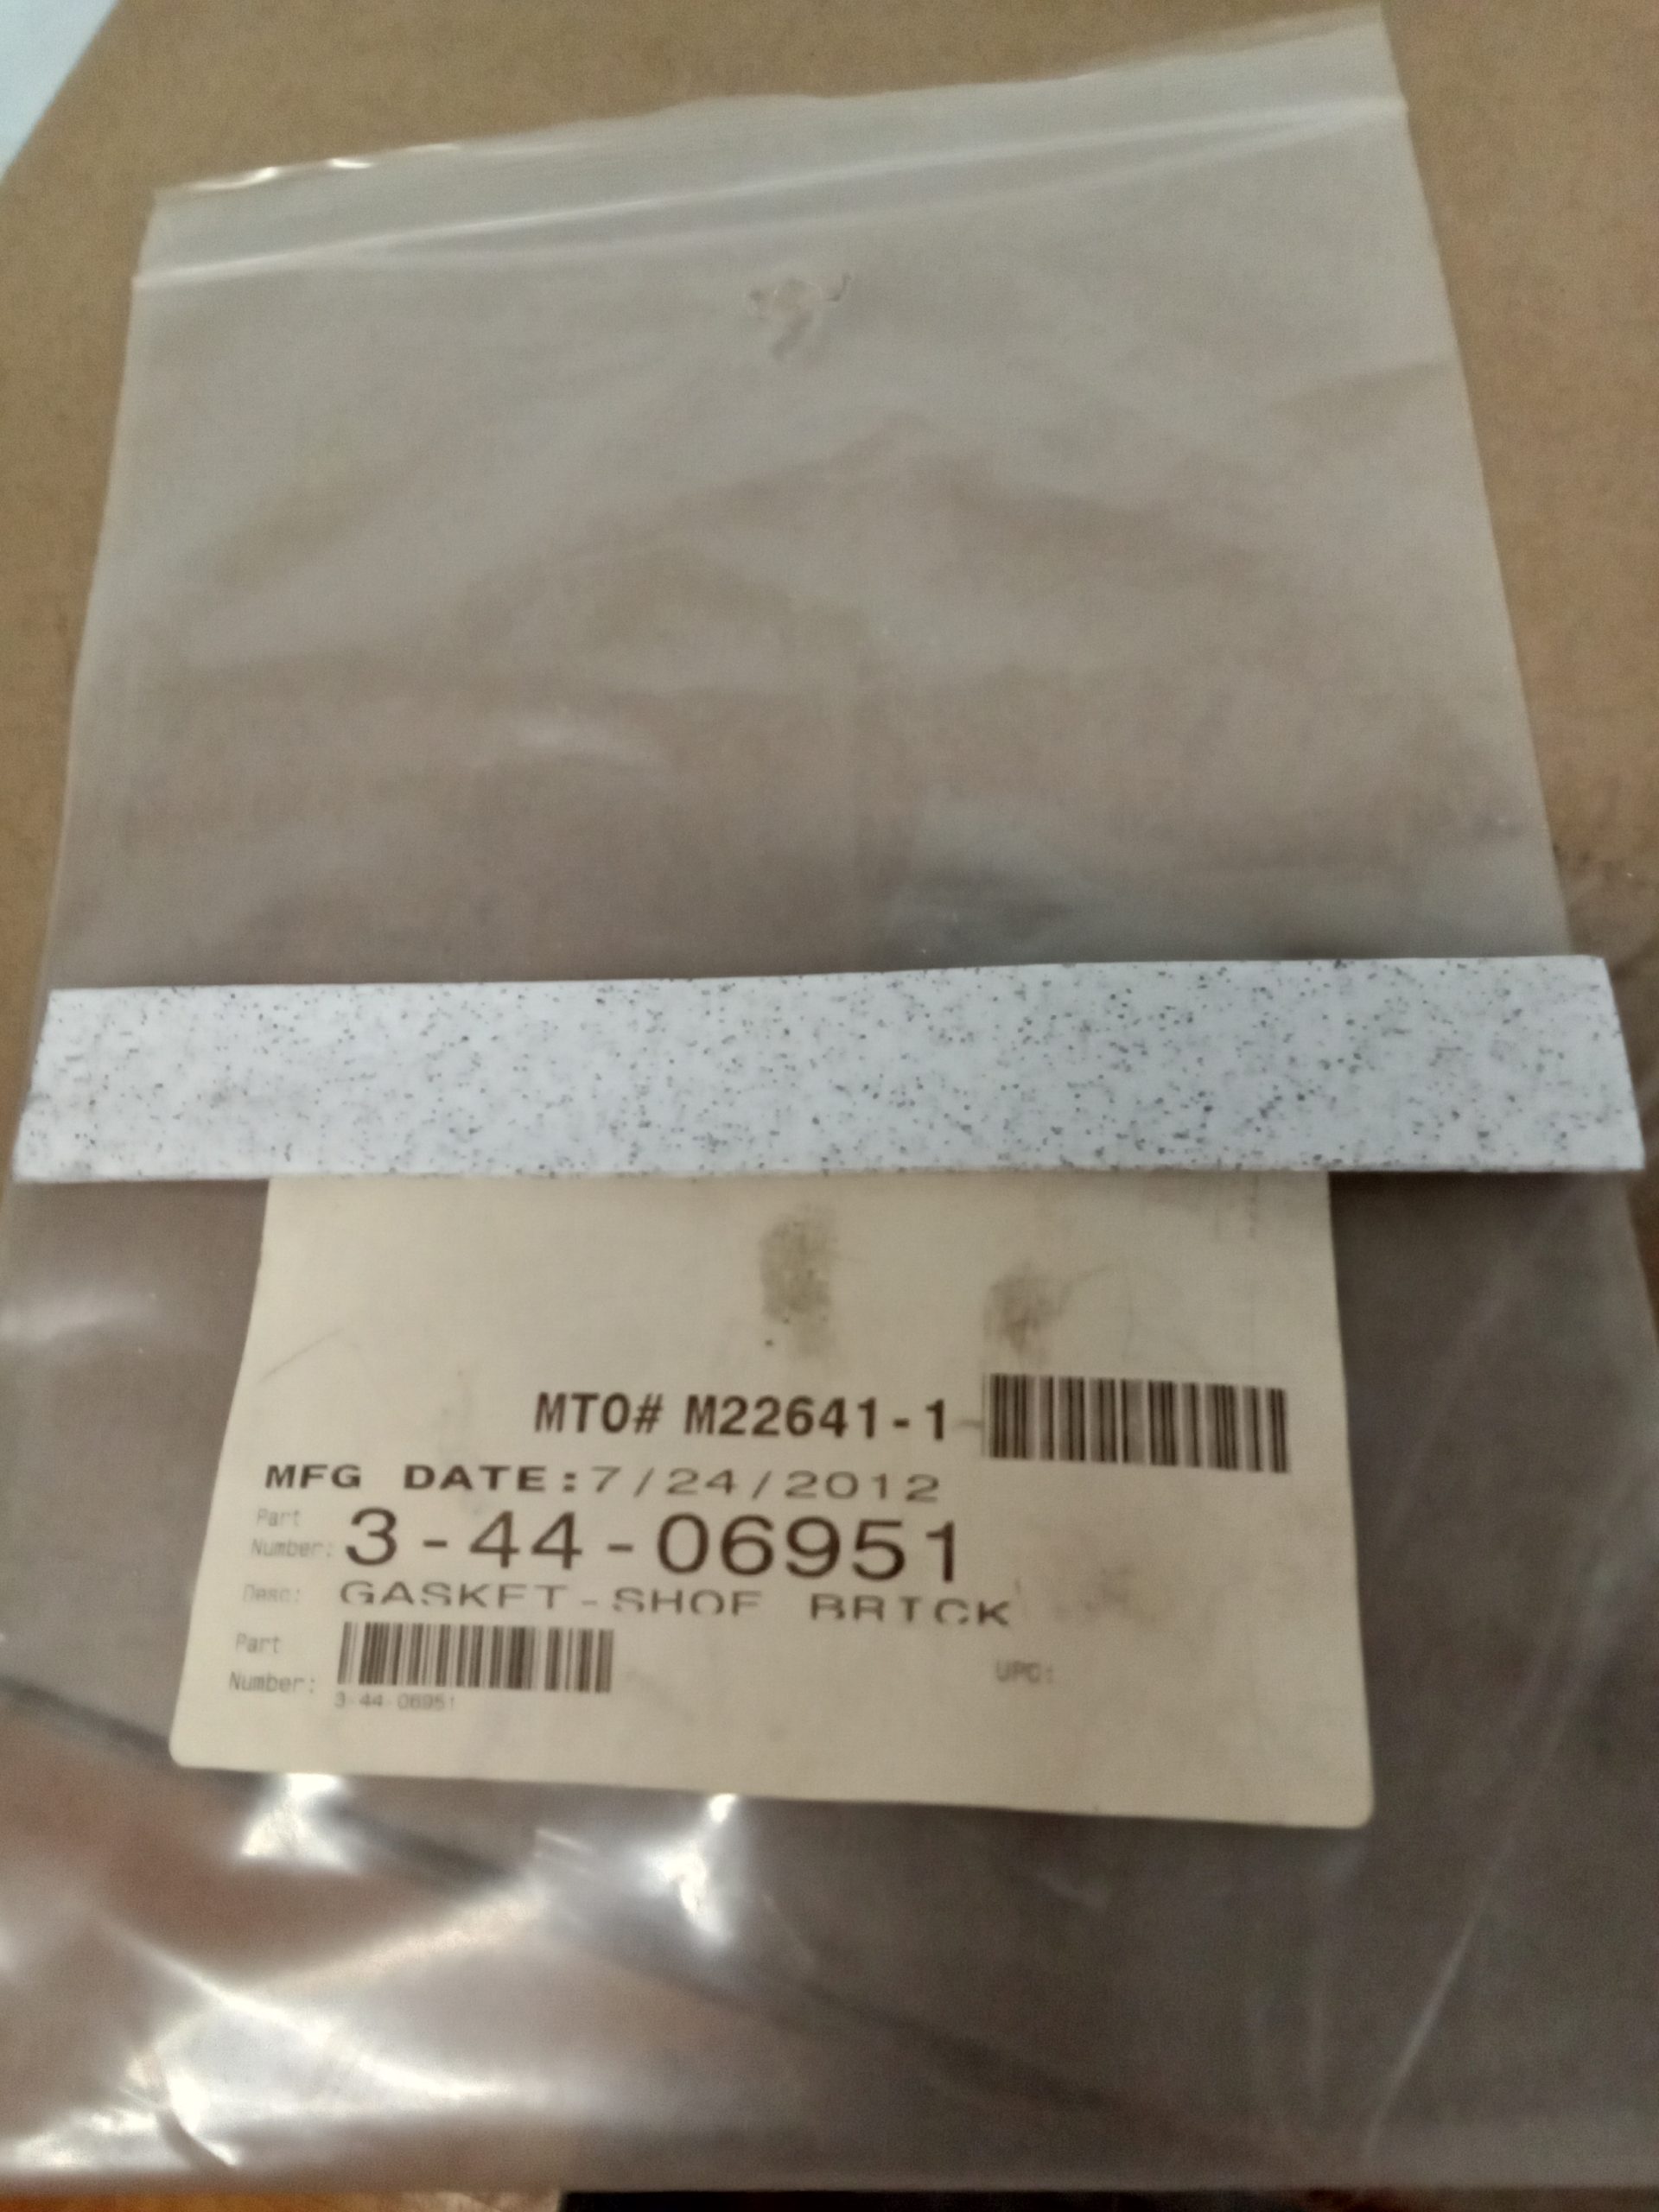 MTO# M22641-1
MFG DATE:7/24/2012
Part
Number: 3-44-06951
Desc: GASKET-SHOE BRICK
Part
Number:
3-44-06951
UPC: